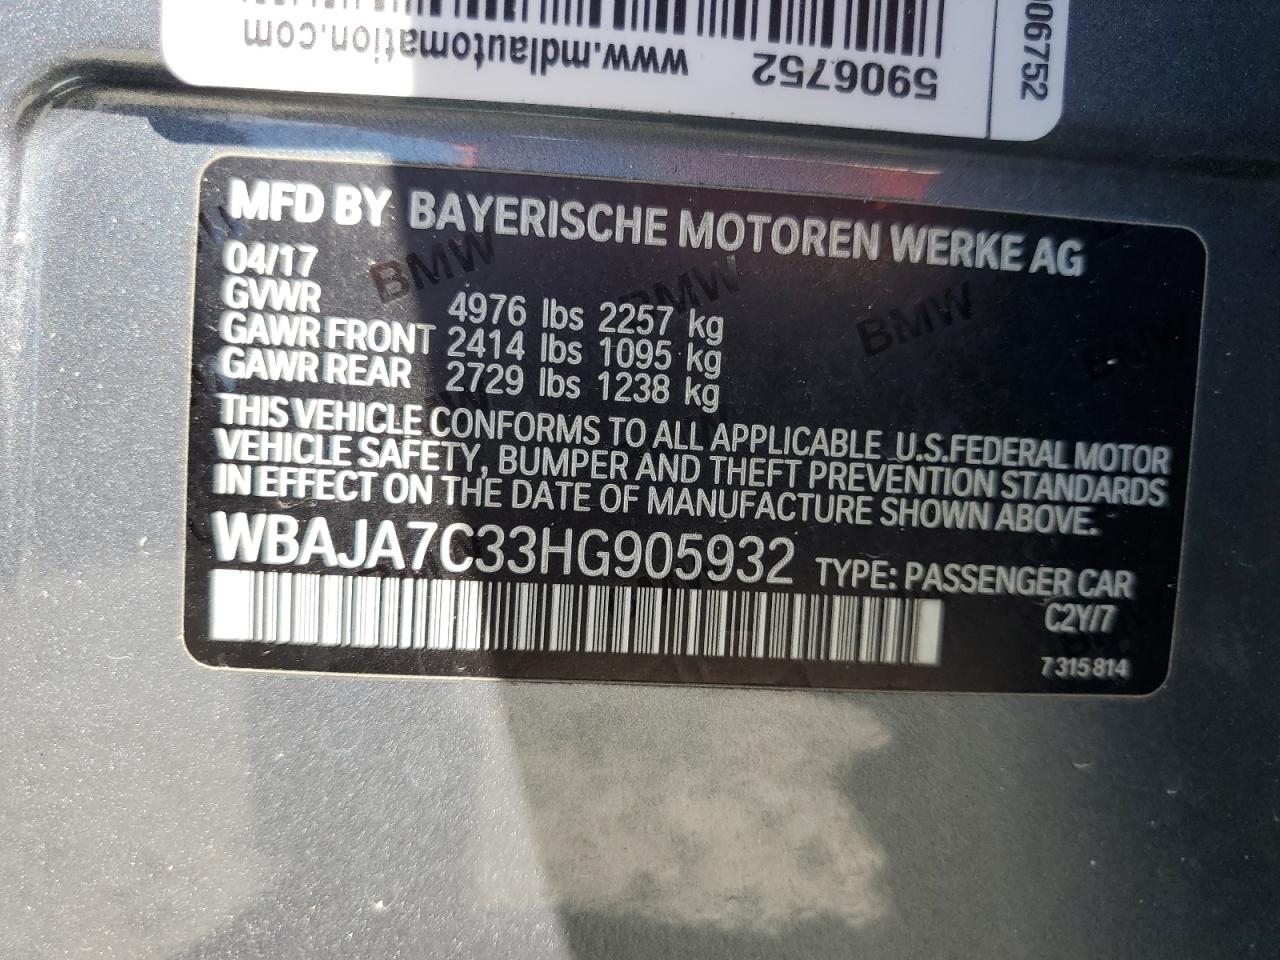 5906752
www.mdlautomation.com
06752
MFD BY BAYERISCHE MOTOREN WERKE AG
04/17
GVWR 4976 lbs 2257 kg
GAWR FRONT 2414 lbs 1095 kg
GAWR REAR 2729 lbs 1238 kg
THIS VEHICLE CONFORMS TO ALL APPLICABLE U.S.FEDERAL MOTOR
VEHICLE SAFETY, BUMPER AND THEFT PREVENTION STANDARDS
IN EFFECT ON THE DATE OF MANUFACTURE SHOWN ABOVE.
WBAJA7C33HG905932 TYPE: PASSENGER CAR
C2Y/7
7 315 814
BMW BMW BMW